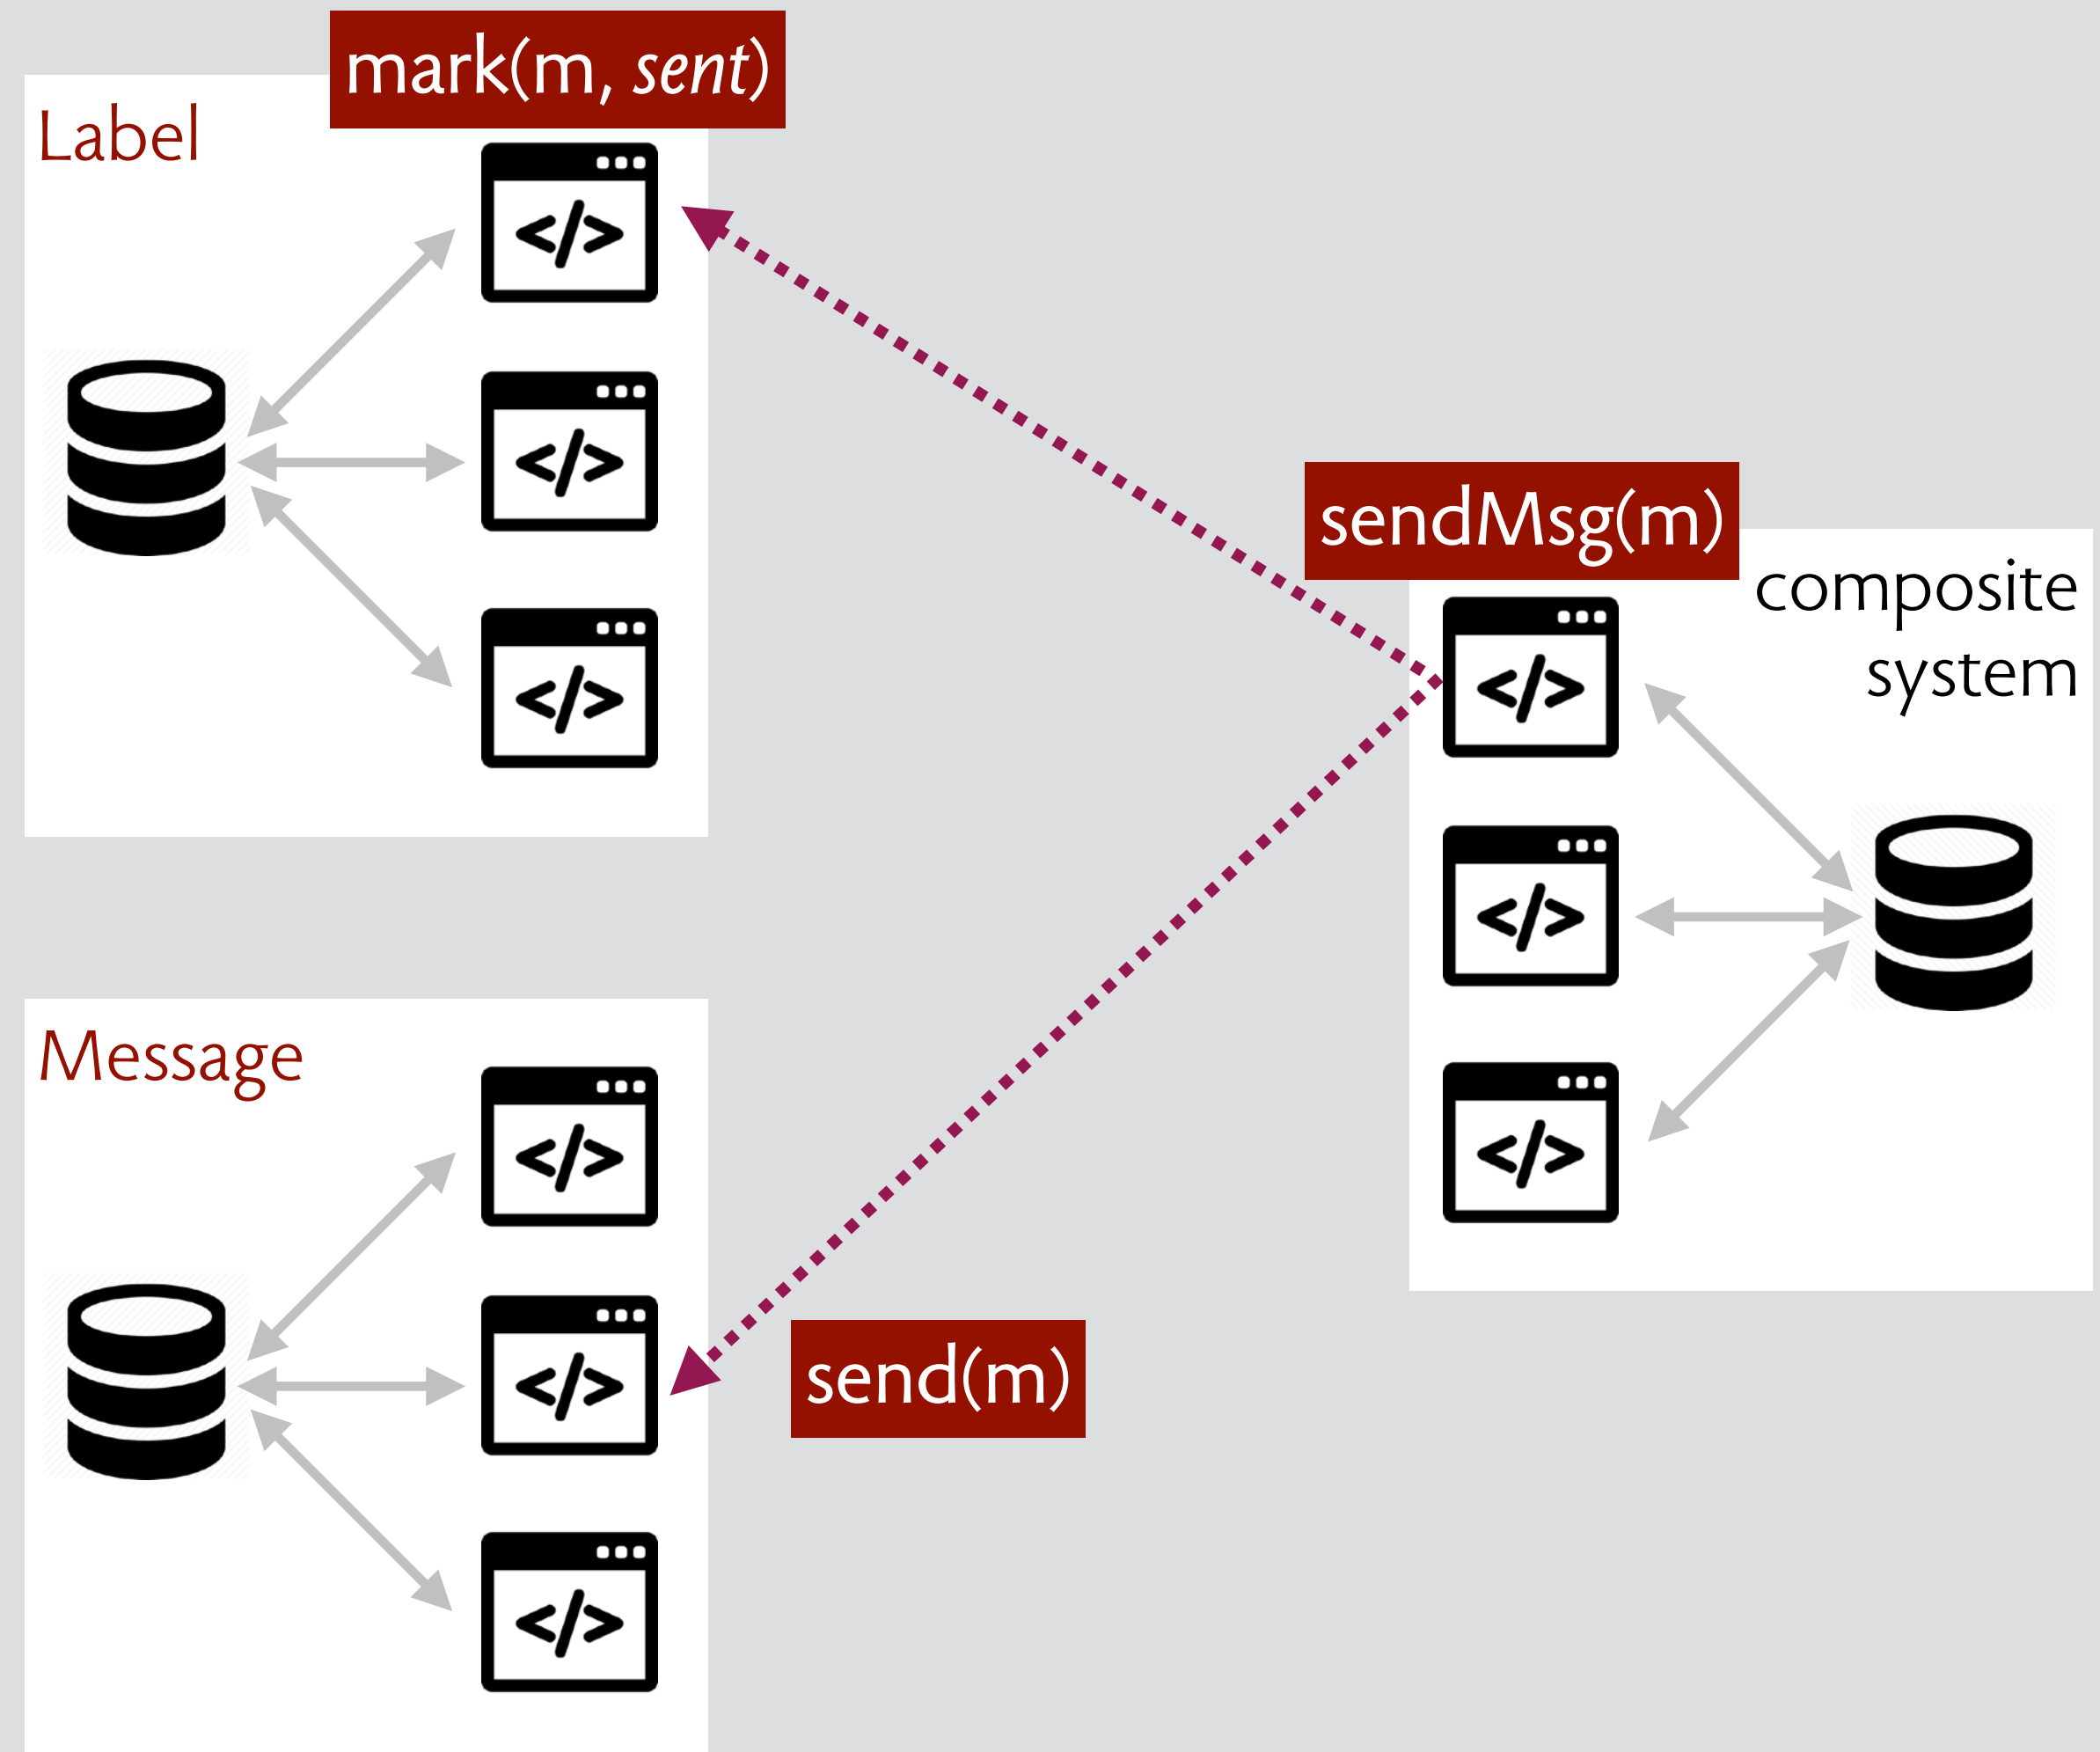 mark(m, sent)
Label
sendMsg(m)
composite
system
Message
send(m)